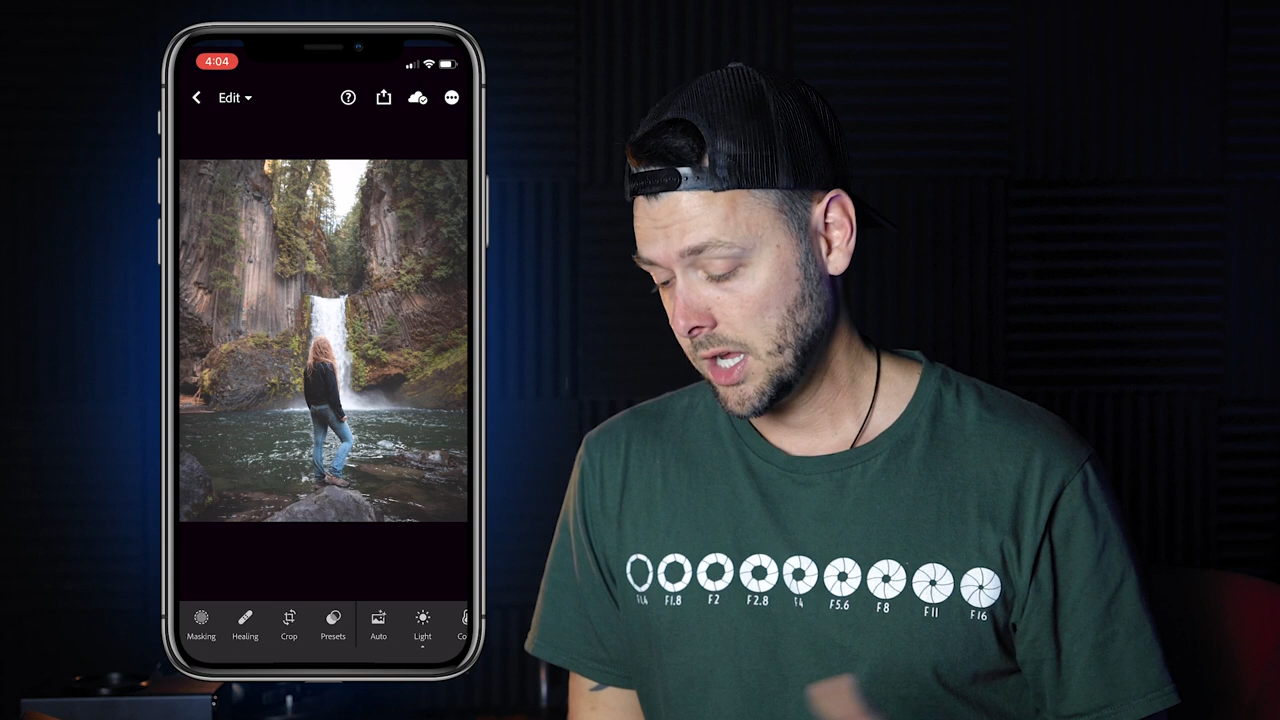 4:04
Edit
Masking Healing Crop Presets Auto Light Co
F1.4 F1.8 F2 F2.8 F4 F5.6 F8 F11 F16